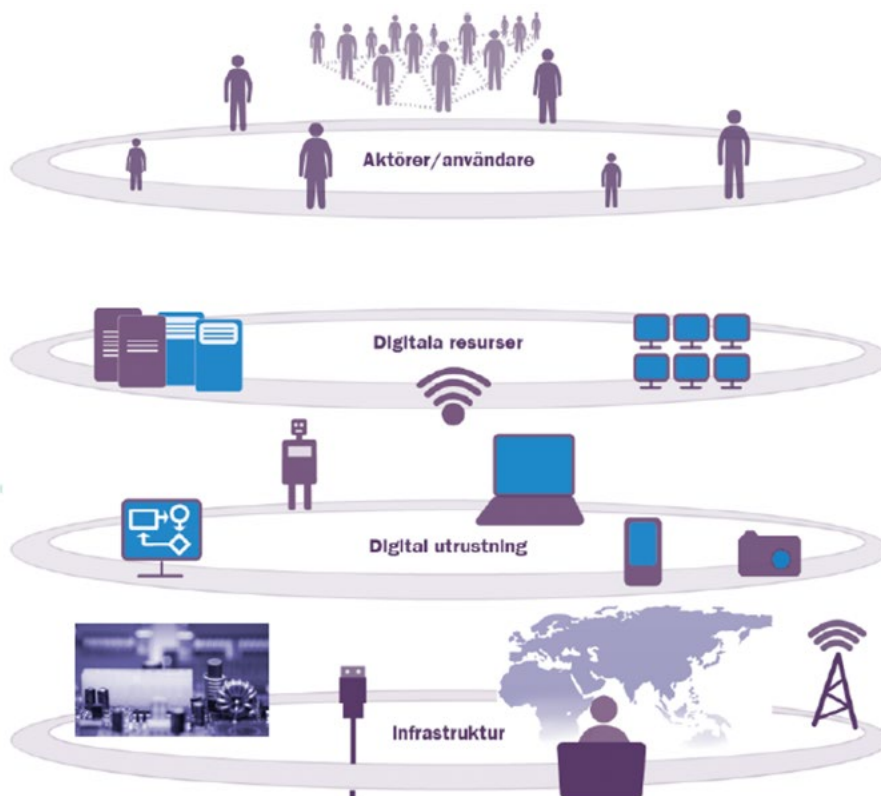 Aktörer/användare
Digitala resurser
Digital utrustning
Infrastruktur